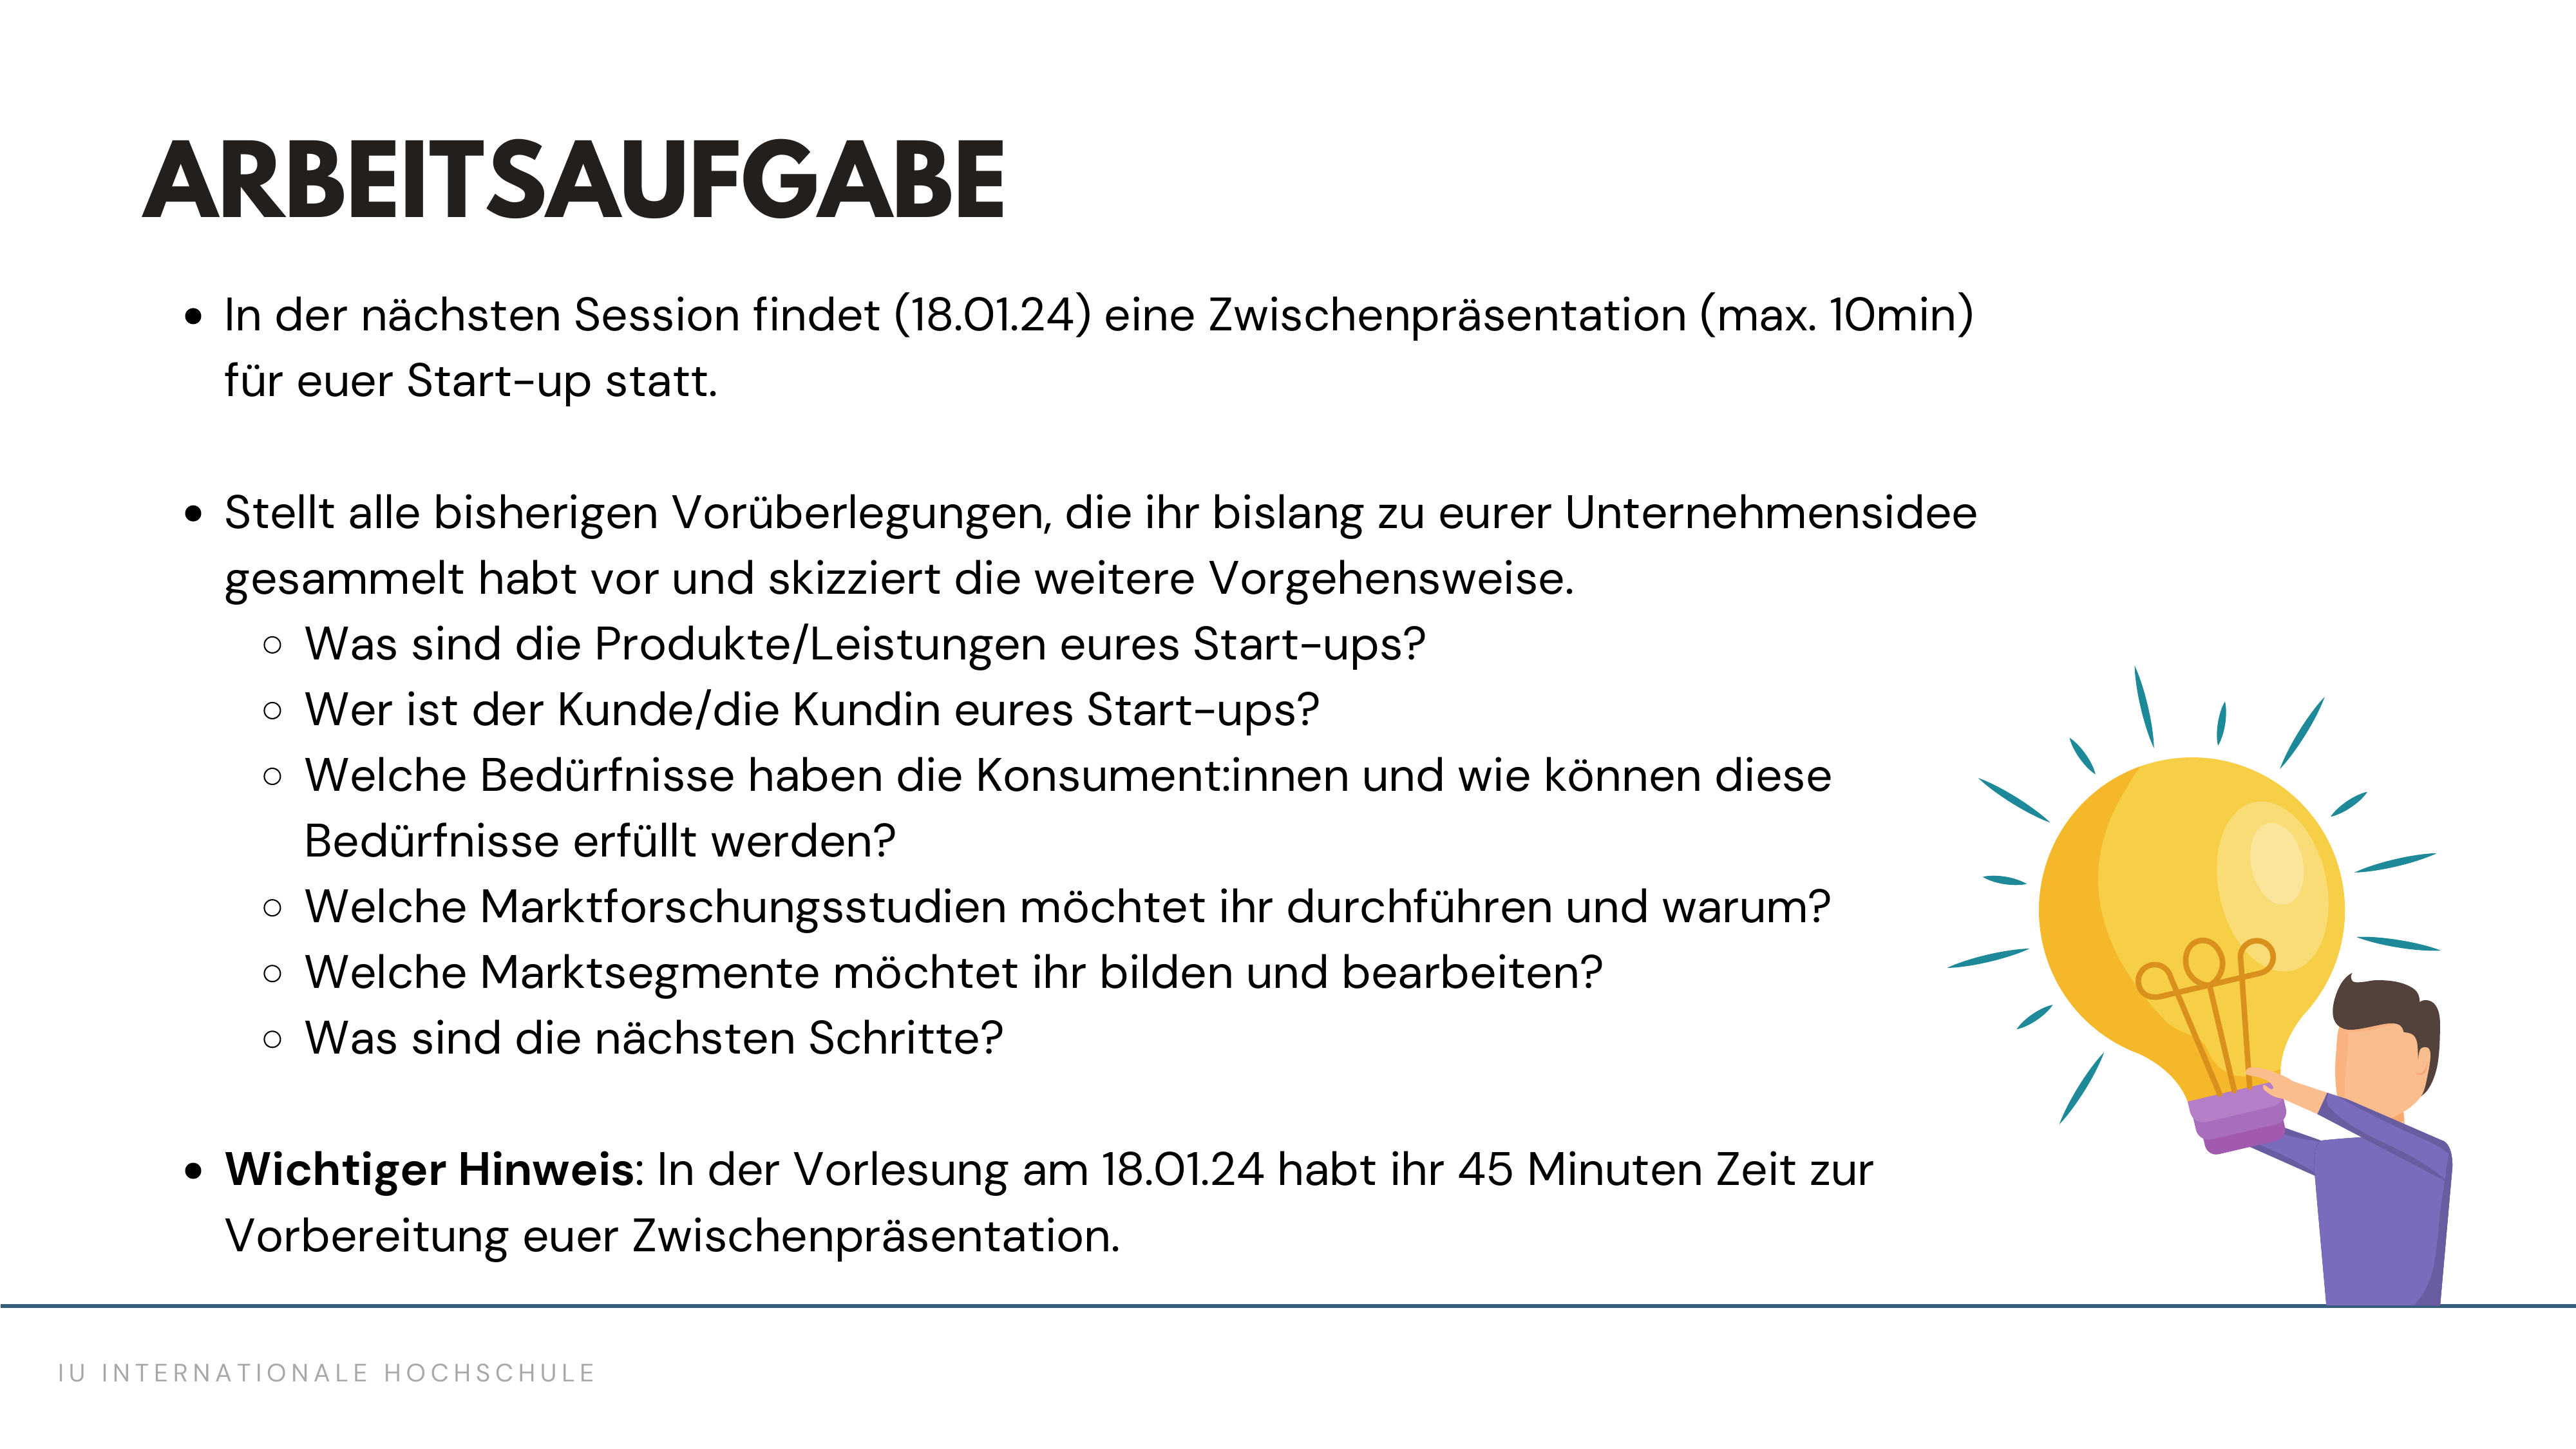 ARBEITSAUFGABE
• In der nächsten Session findet (18.01.24) eine Zwischenpräsentation (max. 10min)
für euer Start-up statt.
• Stellt alle bisherigen Vorüberlegungen, die ihr bislang zu eurer Unternehmensidee
gesammelt habt vor und skizziert die weitere Vorgehensweise.
○ Was sind die Produkte/Leistungen eures Start-ups?
○ Wer ist der Kunde/die Kundin eures Start-ups?
○ Welche Bedürfnisse haben die Konsument:innen und wie können diese
Bedürfnisse erfüllt werden?
○ Welche Marktforschungsstudien möchtet ihr durchführen und warum?
○ Welche Marktsegmente möchtet ihr bilden und bearbeiten?
○ Was sind die nächsten Schritte?
• Wichtiger Hinweis: In der Vorlesung am 18.01.24 habt ihr 45 Minuten Zeit zur
Vorbereitung euer Zwischenpräsentation.
IU INTERNATIONALE HOCHSCHULE